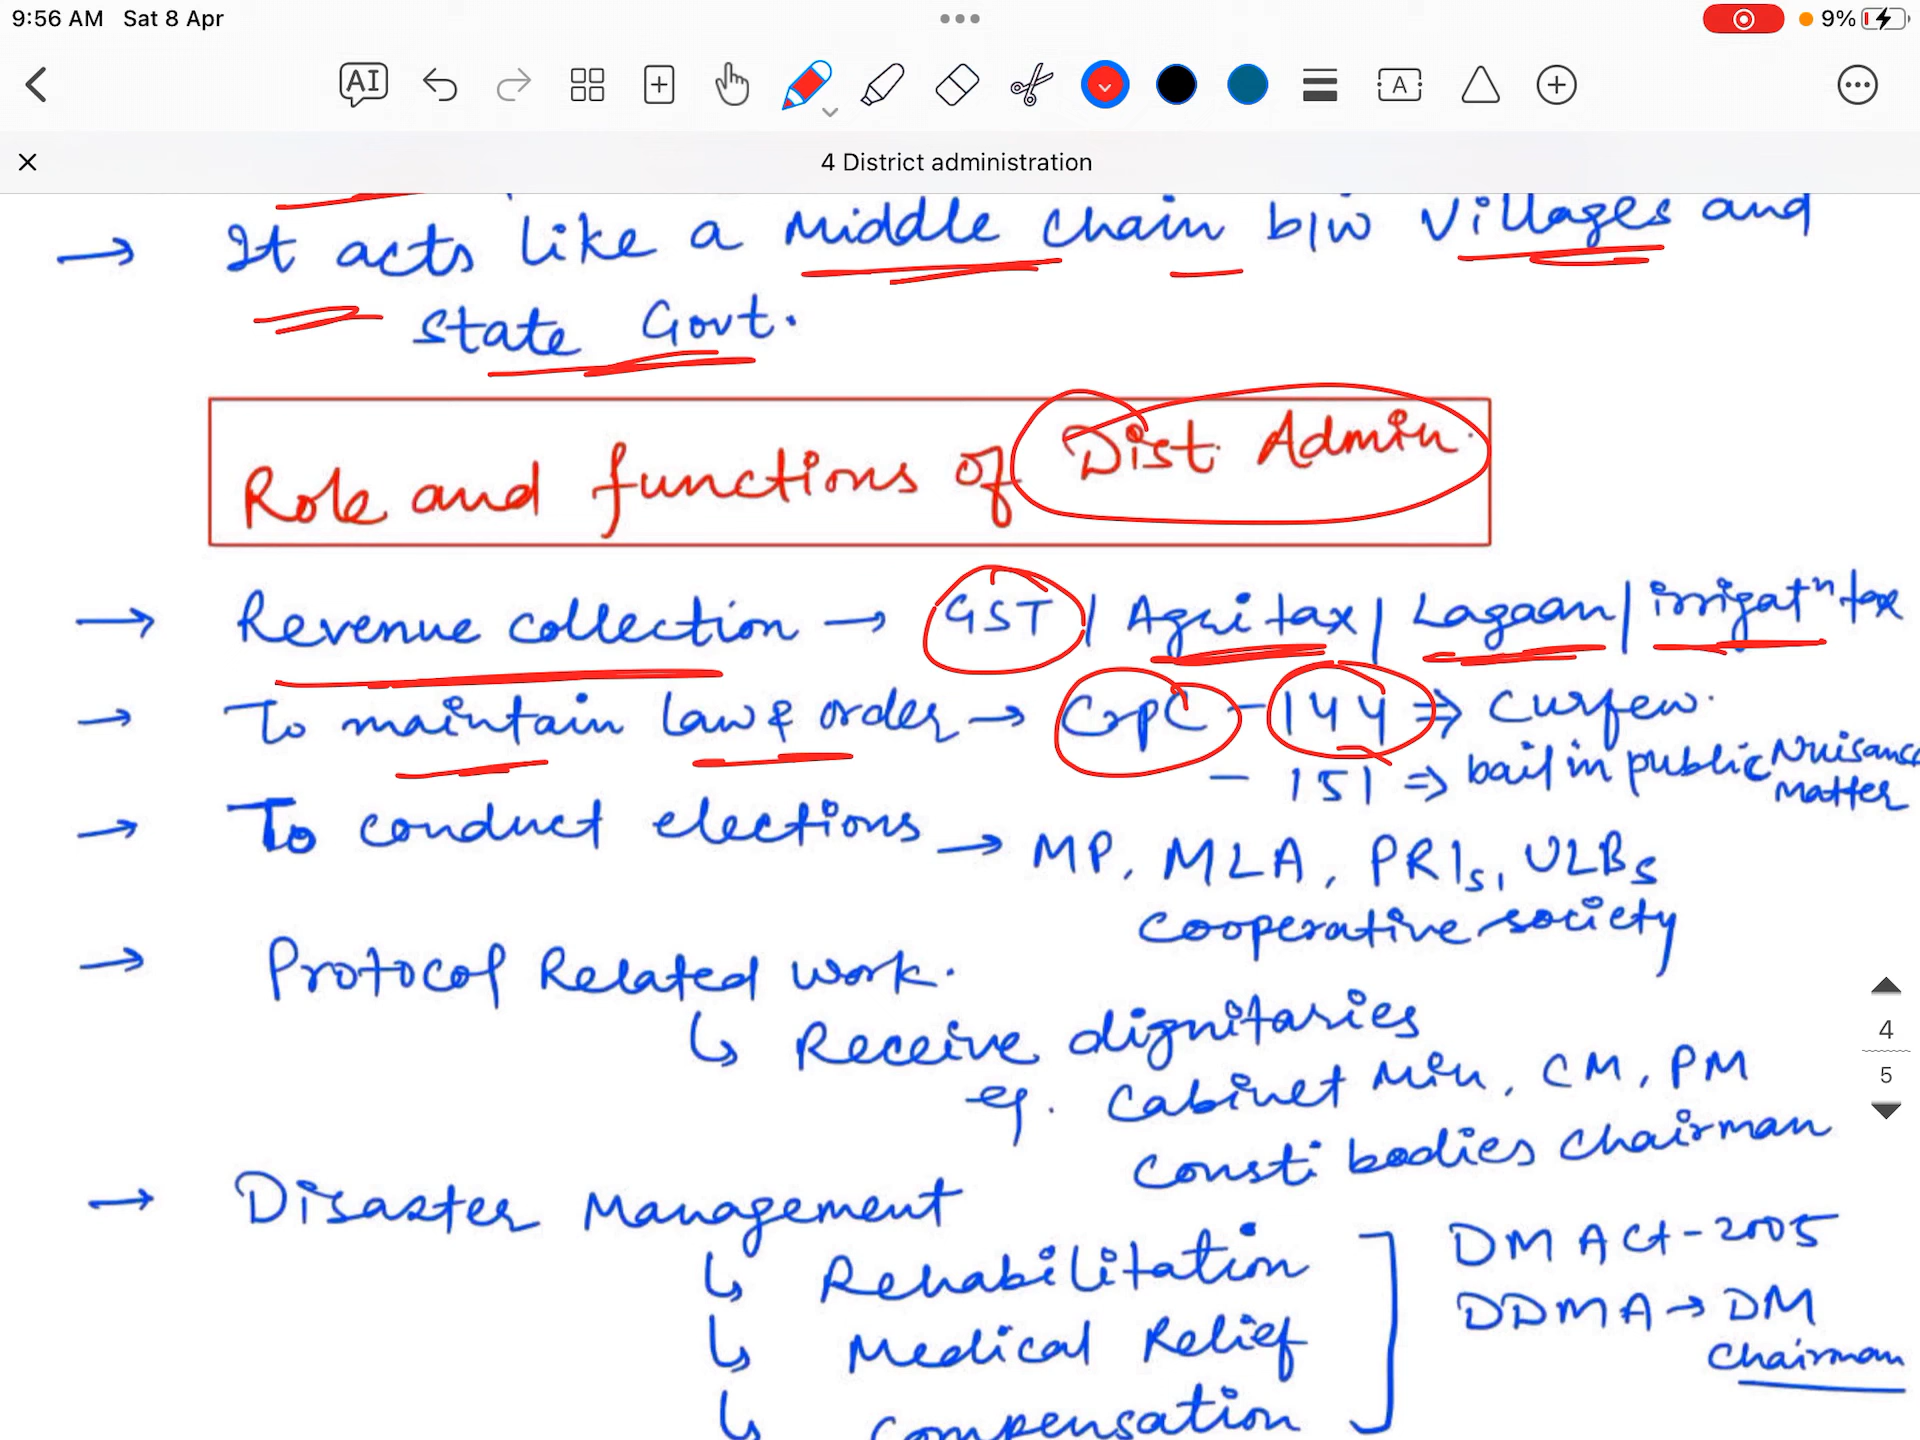 9:56 AM Sat 8 Apr
9%
AI
A
4 District administration
→ It acts like a Middle chain b/w Villages and
State Govt.
Role and functions of Dist. Admin.
→ Revenue collection → GST / Agri tax / Lagaan / irrigatⁿ tax
→ To maintain law & order → CrPC - 144 ⇒ Curfew.
- 151 ⇒ bail in public Nuisance
matter
→ To conduct elections → MP, MLA, PRIs, ULBs
Cooperative society
→ Protocol Related work.
↳ Receive dignitaries
eg. Cabinet Min, CM, PM
Consti bodies chairman
→ Disaster Management
↳ Rehabilitation
↳ Medical Relief
↳ Compensation
DM Act - 2005
DDMA → DM
Chairman
4
5